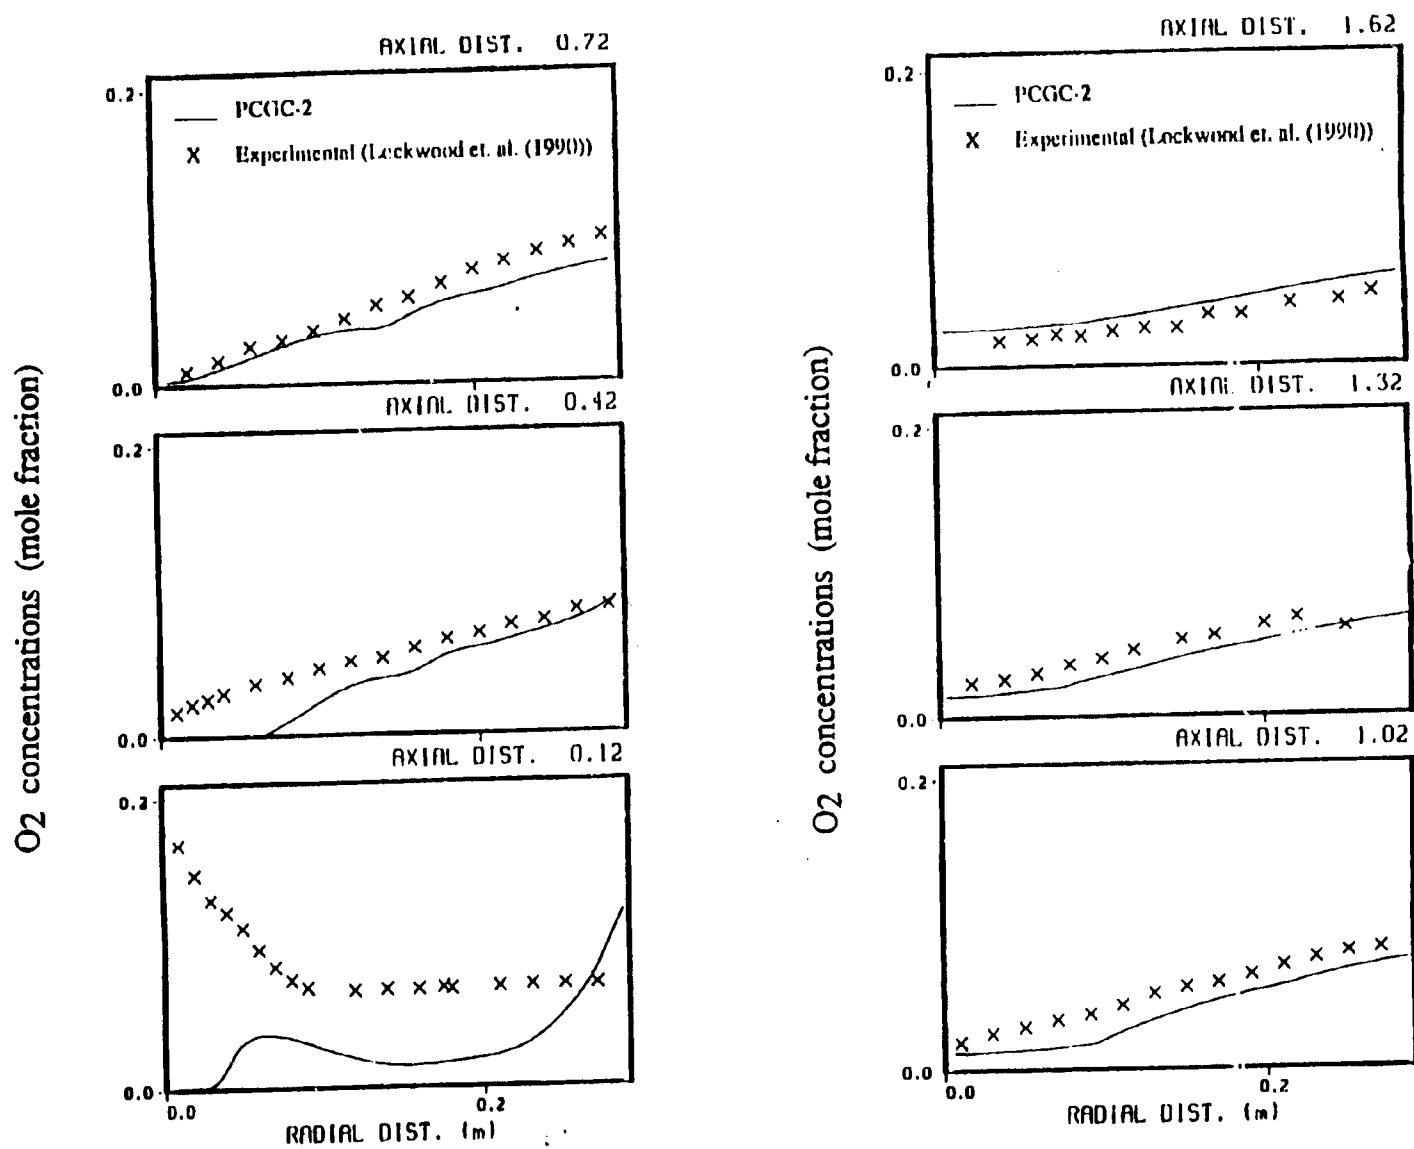 AXIAL DIST. 0.72
0.2
PCGC-2
Experimental (Lockwood et. al. (1990))
0.0
AXIAL DIST. 0.42
0.2
0.0
AXIAL DIST. 0.12
0.2
0.0
0.0 0.2
RADIAL DIST. (m)
O2 concentrations (mole fraction)
AXIAL DIST. 1.62
0.2
PCGC-2
Experimental (Lockwood et. al. (1990))
0.0
AXIAL DIST. 1.32
0.2
0.0
AXIAL DIST. 1.02
0.2
0.0
0.0 0.2
RADIAL DIST. (m)
O2 concentrations (mole fraction)